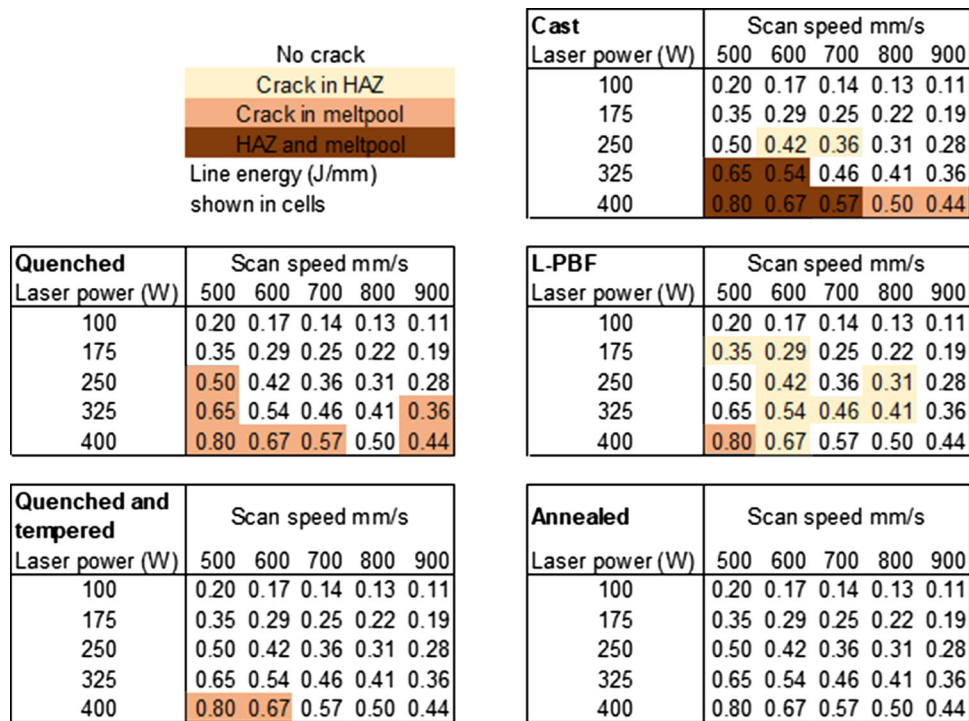 No crack
Crack in HAZ
Crack in meltpool
HAZ and meltpool
Line energy (J/mm)
shown in cells
Cast Scan speed mm/s
Laser power (W) 500 600 700 800 900
100 0.20 0.17 0.14 0.13 0.11
175 0.35 0.29 0.25 0.22 0.19
250 0.50 0.42 0.36 0.31 0.28
325 0.65 0.54 0.46 0.41 0.36
400 0.80 0.67 0.57 0.50 0.44
Quenched Scan speed mm/s
Laser power (W) 500 600 700 800 900
100 0.20 0.17 0.14 0.13 0.11
175 0.35 0.29 0.25 0.22 0.19
250 0.50 0.42 0.36 0.31 0.28
325 0.65 0.54 0.46 0.41 0.36
400 0.80 0.67 0.57 0.50 0.44
L-PBF Scan speed mm/s
Laser power (W) 500 600 700 800 900
100 0.20 0.17 0.14 0.13 0.11
175 0.35 0.29 0.25 0.22 0.19
250 0.50 0.42 0.36 0.31 0.28
325 0.65 0.54 0.46 0.41 0.36
400 0.80 0.67 0.57 0.50 0.44
Quenched and
tempered Scan speed mm/s
Laser power (W) 500 600 700 800 900
100 0.20 0.17 0.14 0.13 0.11
175 0.35 0.29 0.25 0.22 0.19
250 0.50 0.42 0.36 0.31 0.28
325 0.65 0.54 0.46 0.41 0.36
400 0.80 0.67 0.57 0.50 0.44
Annealed Scan speed mm/s
Laser power (W) 500 600 700 800 900
100 0.20 0.17 0.14 0.13 0.11
175 0.35 0.29 0.25 0.22 0.19
250 0.50 0.42 0.36 0.31 0.28
325 0.65 0.54 0.46 0.41 0.36
400 0.80 0.67 0.57 0.50 0.44